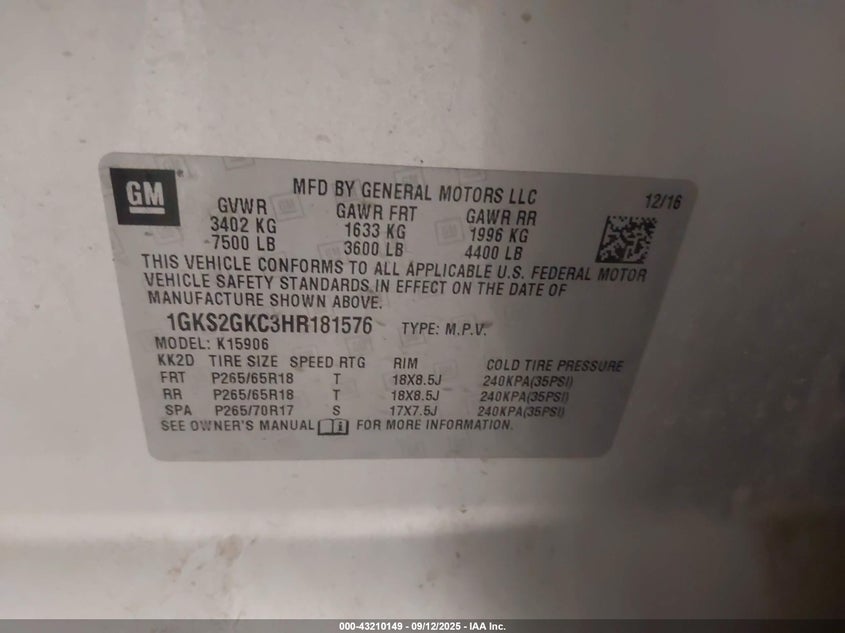 GM
MFD BY GENERAL MOTORS LLC 12/16
GVWR GAWR FRT GAWR RR
3402 KG 1633 KG 1996 KG
7500 LB 3600 LB 4400 LB
THIS VEHICLE CONFORMS TO ALL APPLICABLE U.S. FEDERAL MOTOR
VEHICLE SAFETY STANDARDS IN EFFECT ON THE DATE OF
MANUFACTURE SHOWN ABOVE.
1GKS2GKC3HR181576 TYPE: M.P.V.
MODEL: K15906
KK2D TIRE SIZE SPEED RTG RIM COLD TIRE PRESSURE
FRT P265/65R18 T 18X8.5J 240KPA(35PSI)
RR P265/65R18 T 18X8.5J 240KPA(35PSI)
SPA P265/70R17 S 17X7.5J 240KPA(35PSI)
SEE OWNER'S MANUAL i FOR MORE INFORMATION.
000-43210149 - 09/12/2025 - IAA Inc.